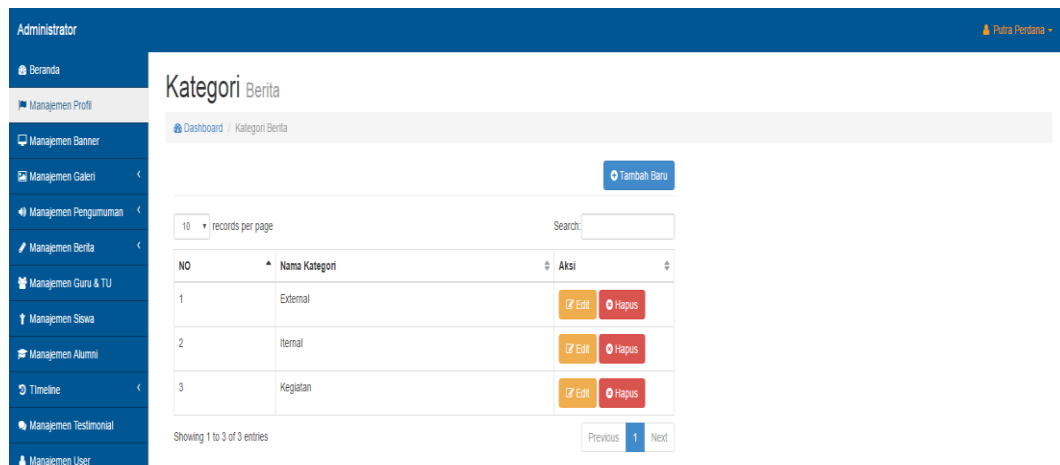 Administrator
Putra Perdana
Beranda
Manajemen Profil
Manajemen Banner
Manajemen Galeri
Manajemen Pengumuman
Manajemen Berita
Manajemen Guru & TU
Manajemen Siswa
Manajemen Alumni
TImeline
Manajemen Testimonial
Manajemen User
Kategori Berita
Dashboard / Kategori Berita
Tambah Baru
10 records per page
Search:
NO Nama Kategori Aksi
1 External Edit Hapus
2 Iternal Edit Hapus
3 Kegiatan Edit Hapus
Showing 1 to 3 of 3 entries
Previous 1 Next